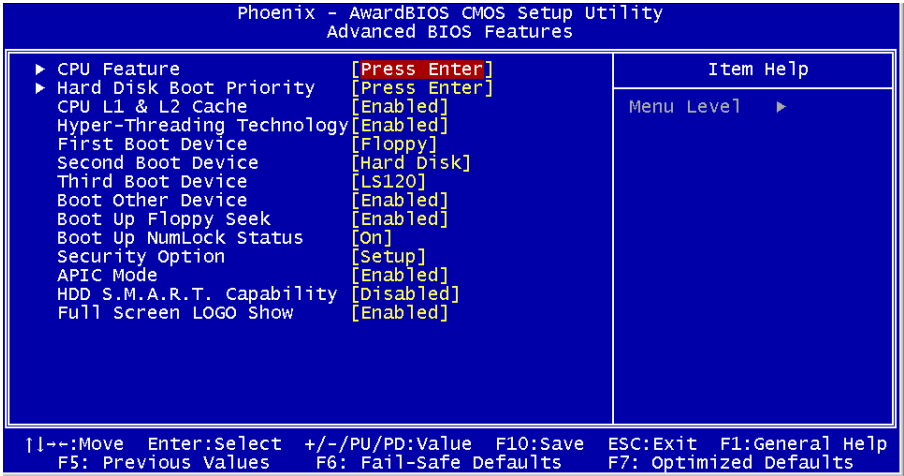 Phoenix - AwardBIOS CMOS Setup Utility
Advanced BIOS Features
▶ CPU Feature [Press Enter]
▶ Hard Disk Boot Priority [Press Enter]
CPU L1 & L2 Cache [Enabled]
Hyper-Threading Technology[Enabled]
First Boot Device [Floppy]
Second Boot Device [Hard Disk]
Third Boot Device [LS120]
Boot Other Device [Enabled]
Boot Up Floppy Seek [Enabled]
Boot Up NumLock Status [On]
Security Option [Setup]
APIC Mode [Enabled]
HDD S.M.A.R.T. Capability [Disabled]
Full Screen LOGO Show [Enabled]
Item Help
Menu Level ▶
↑↓→←:Move Enter:Select +/-/PU/PD:Value F10:Save ESC:Exit F1:General Help
F5: Previous Values F6: Fail-Safe Defaults F7: Optimized Defaults